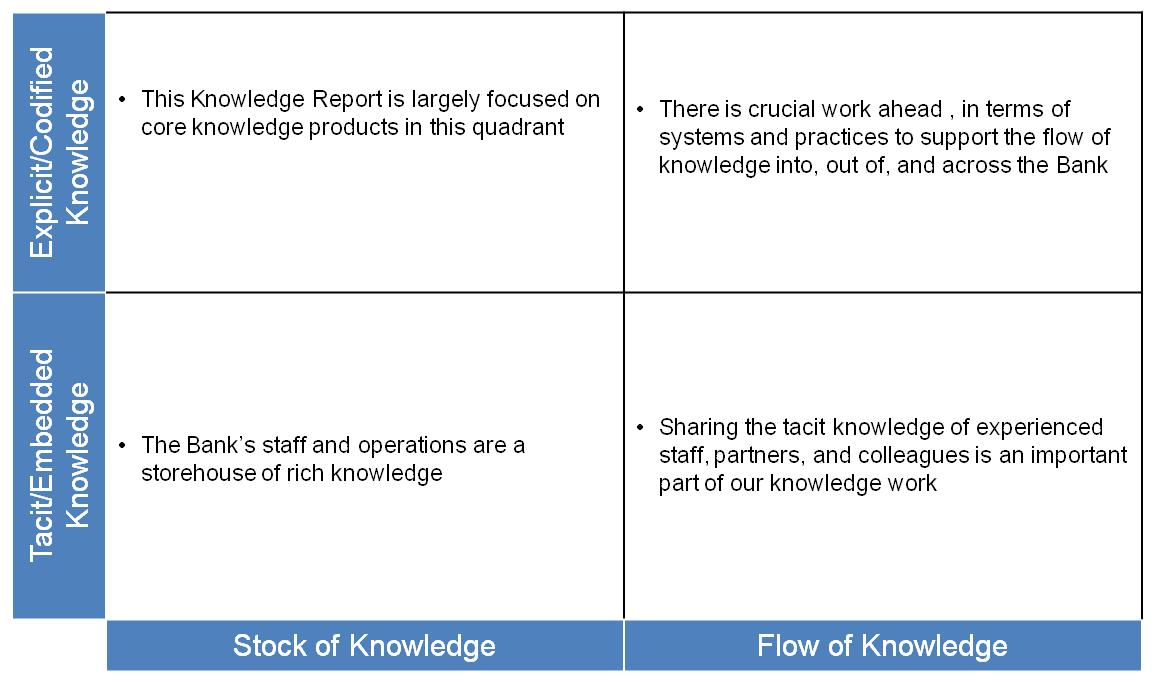 Explicit/Codified
Knowledge
• This Knowledge Report is largely focused on
core knowledge products in this quadrant
• There is crucial work ahead , in terms of
systems and practices to support the flow of
knowledge into, out of, and across the Bank
Tacit/Embedded
Knowledge
• The Bank’s staff and operations are a
storehouse of rich knowledge
• Sharing the tacit knowledge of experienced
staff, partners, and colleagues is an important
part of our knowledge work
Stock of Knowledge
Flow of Knowledge